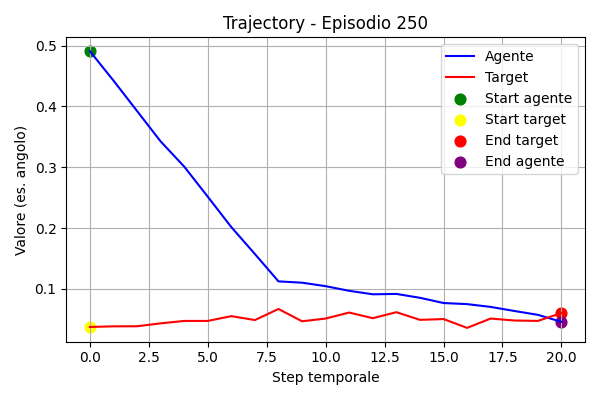 Trajectory - Episodio 250
Valore (es. angolo)
0.5
0.4
0.3
0.2
0.1
Agente
Target
Start agente
Start target
End target
End agente
0.0 2.5 5.0 7.5 10.0 12.5 15.0 17.5 20.0
Step temporale